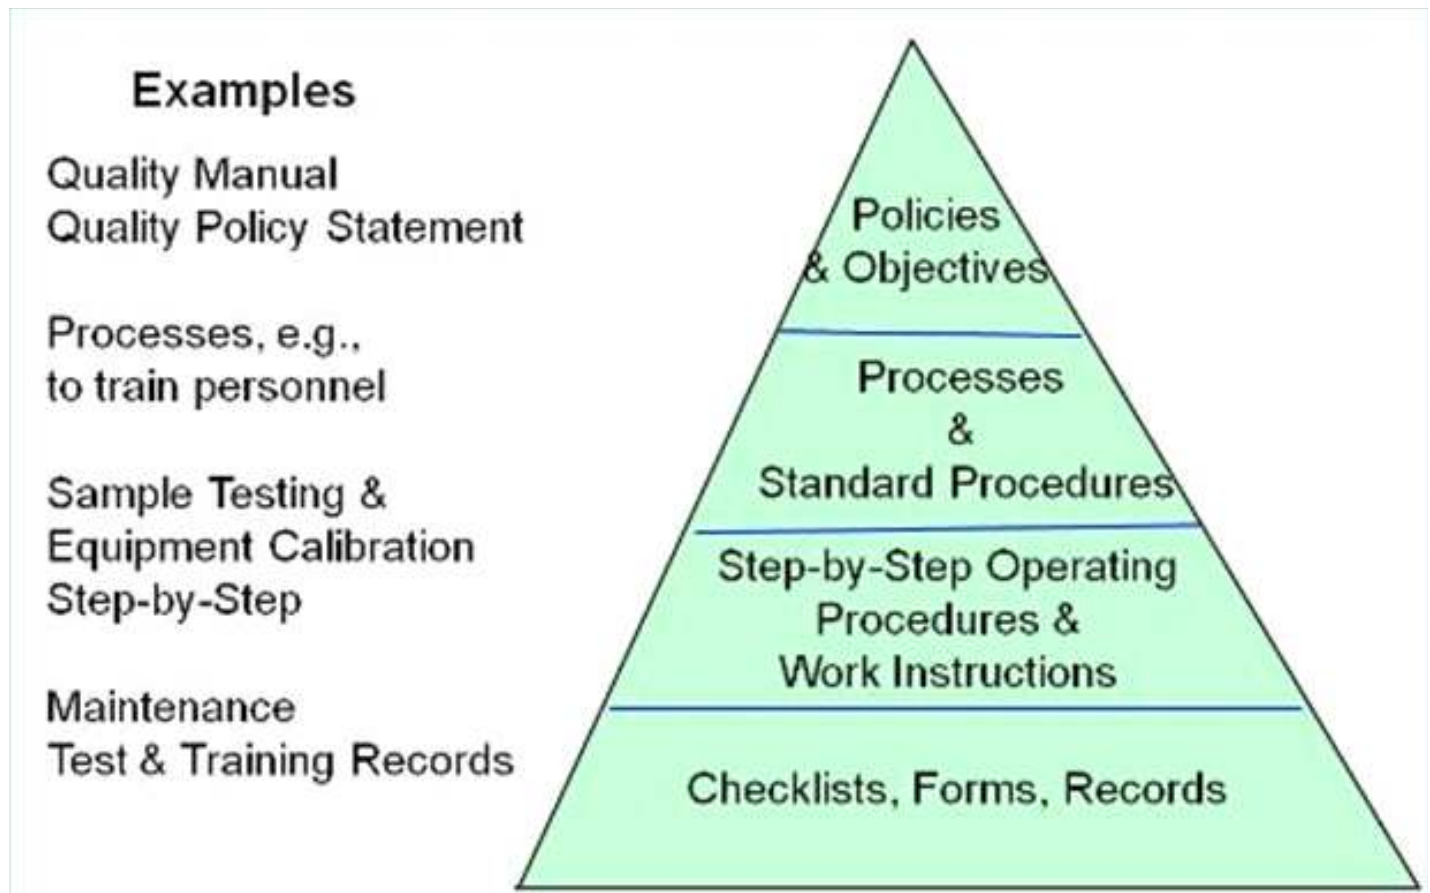 Examples
Quality Manual
Quality Policy Statement
Processes, e.g.,
to train personnel
Sample Testing &
Equipment Calibration
Step-by-Step
Maintenance
Test & Training Records
Policies
& Objectives
Processes
&
Standard Procedures
Step-by-Step Operating
Procedures &
Work Instructions
Checklists, Forms, Records